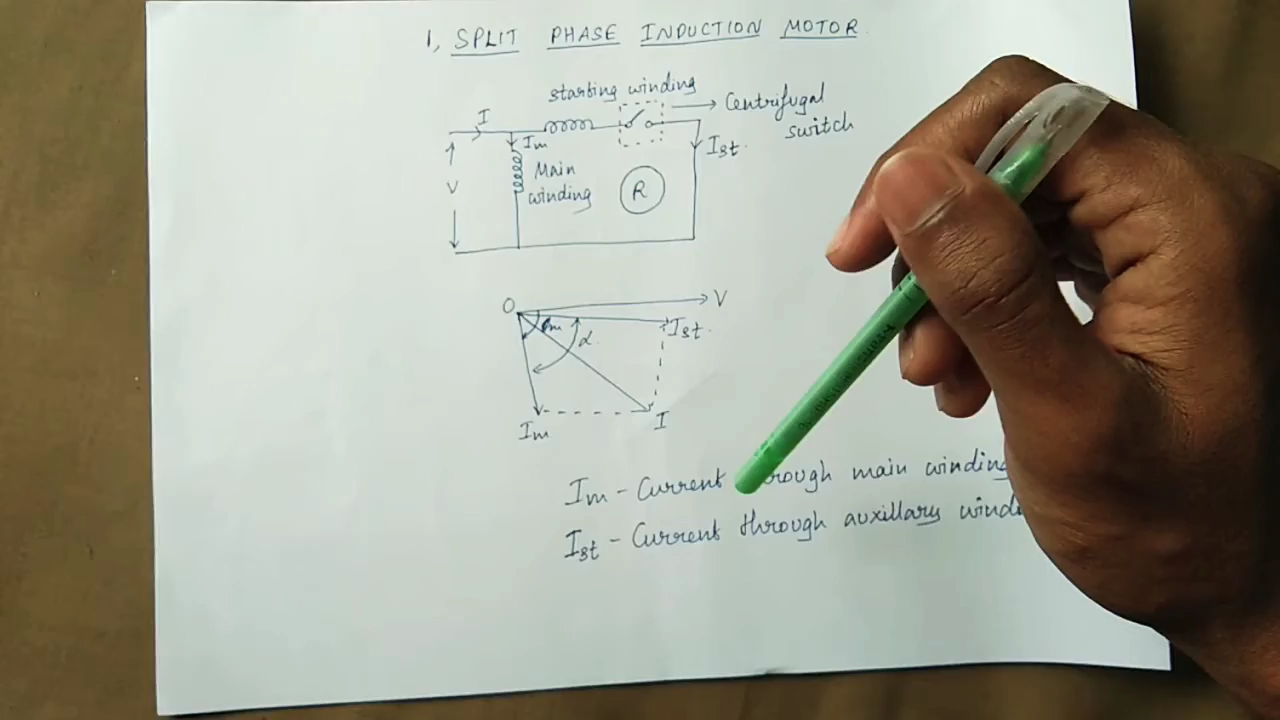 1, SPLIT PHASE INDUCTION MOTOR
starting winding
Centrifugal
switch
I
Im
Ist.
V
Main
winding
R
O
V
Ist.
ϕm
α
I
Im
Im - Current through main winding
Ist - Current through auxillary